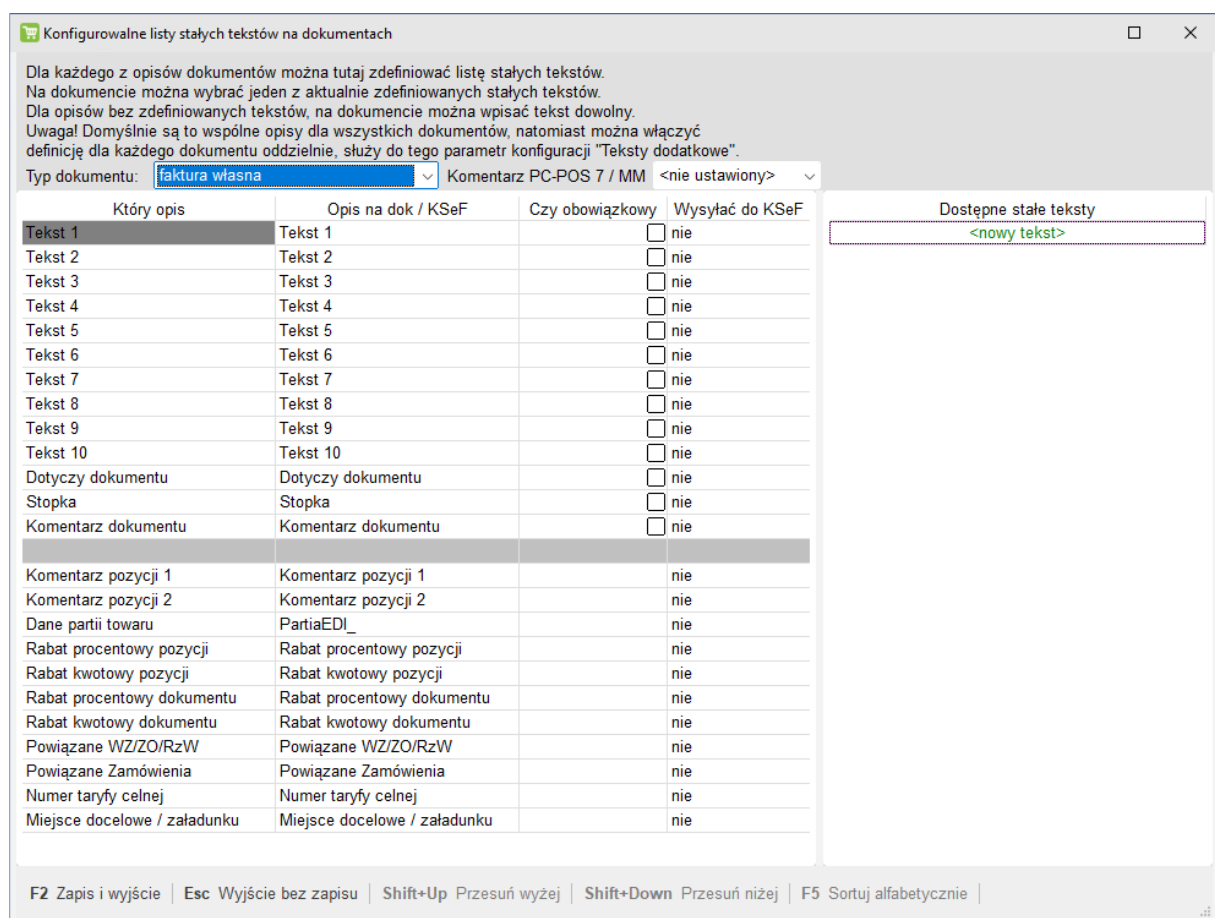 Konfigurowalne listy stałych tekstów na dokumentach
Dla każdego z opisów dokumentów można tutaj zdefiniować listę stałych tekstów.
Na dokumencie można wybrać jeden z aktualnie zdefiniowanych stałych tekstów.
Dla opisów bez zdefiniowanych tekstów, na dokumencie można wpisać tekst dowolny.
Uwaga! Domyślnie są to wspólne opisy dla wszystkich dokumentów, natomiast można włączyć
definicję dla każdego dokumentu oddzielnie, służy do tego parametr konfiguracji "Teksty dodatkowe".
Typ dokumentu: faktura własna Komentarz PC-POS 7 / MM <nie ustawiony>
Który opis Opis na dok / KSeF Czy obowiązkowy Wysyłać do KSeF Dostępne stałe teksty
Tekst 1 Tekst 1 nie <nowy tekst>
Tekst 2 Tekst 2 nie
Tekst 3 Tekst 3 nie
Tekst 4 Tekst 4 nie
Tekst 5 Tekst 5 nie
Tekst 6 Tekst 6 nie
Tekst 7 Tekst 7 nie
Tekst 8 Tekst 8 nie
Tekst 9 Tekst 9 nie
Tekst 10 Tekst 10 nie
Dotyczy dokumentu Dotyczy dokumentu nie
Stopka Stopka nie
Komentarz dokumentu Komentarz dokumentu nie
Komentarz pozycji 1 Komentarz pozycji 1 nie
Komentarz pozycji 2 Komentarz pozycji 2 nie
Dane partii towaru PartiaEDI_ nie
Rabat procentowy pozycji Rabat procentowy pozycji nie
Rabat kwotowy pozycji Rabat kwotowy pozycji nie
Rabat procentowy dokumentu Rabat procentowy dokumentu nie
Rabat kwotowy dokumentu Rabat kwotowy dokumentu nie
Powiązane WZ/ZO/RzW Powiązane WZ/ZO/RzW nie
Powiązane Zamówienia Powiązane Zamówienia nie
Numer taryfy celnej Numer taryfy celnej nie
Miejsce docelowe / załadunku Miejsce docelowe / załadunku nie
F2 Zapis i wyjście Esc Wyjście bez zapisu Shift+Up Przesuń wyżej Shift+Down Przesuń niżej F5 Sortuj alfabetycznie